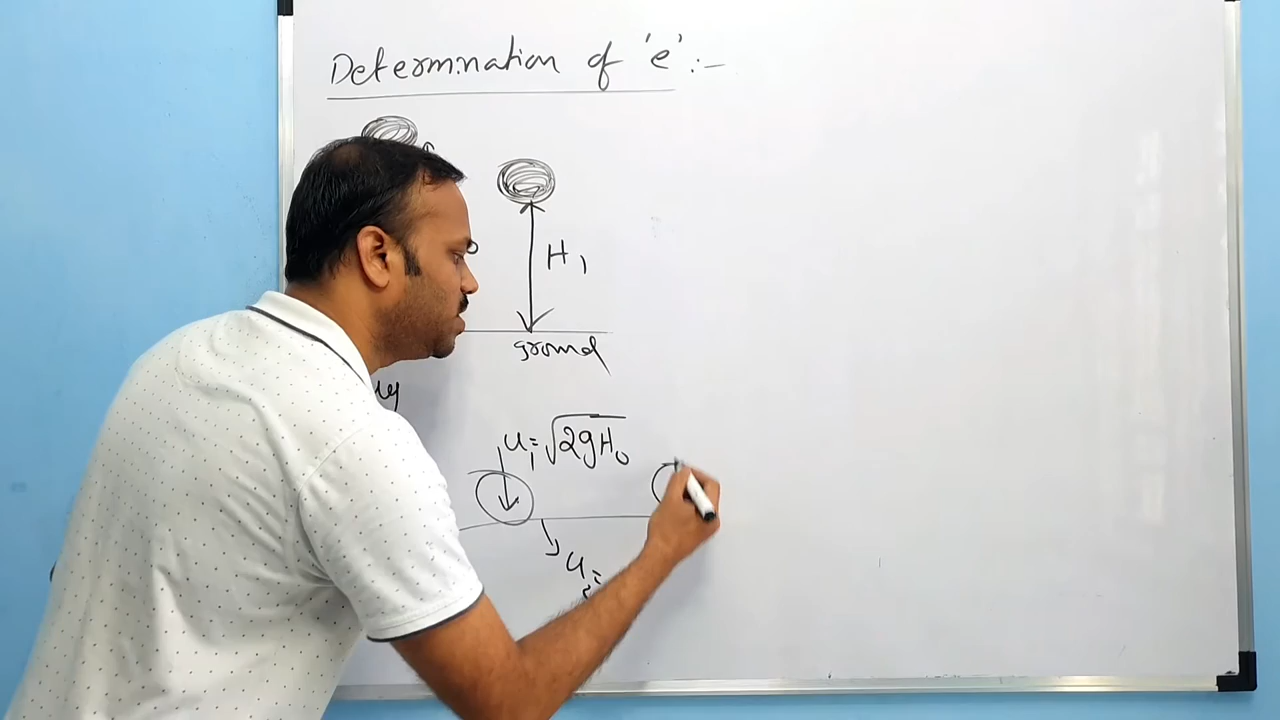 Determination of 'e' :-
H₁
ground
u₁ = √2gH₀
u₂ =